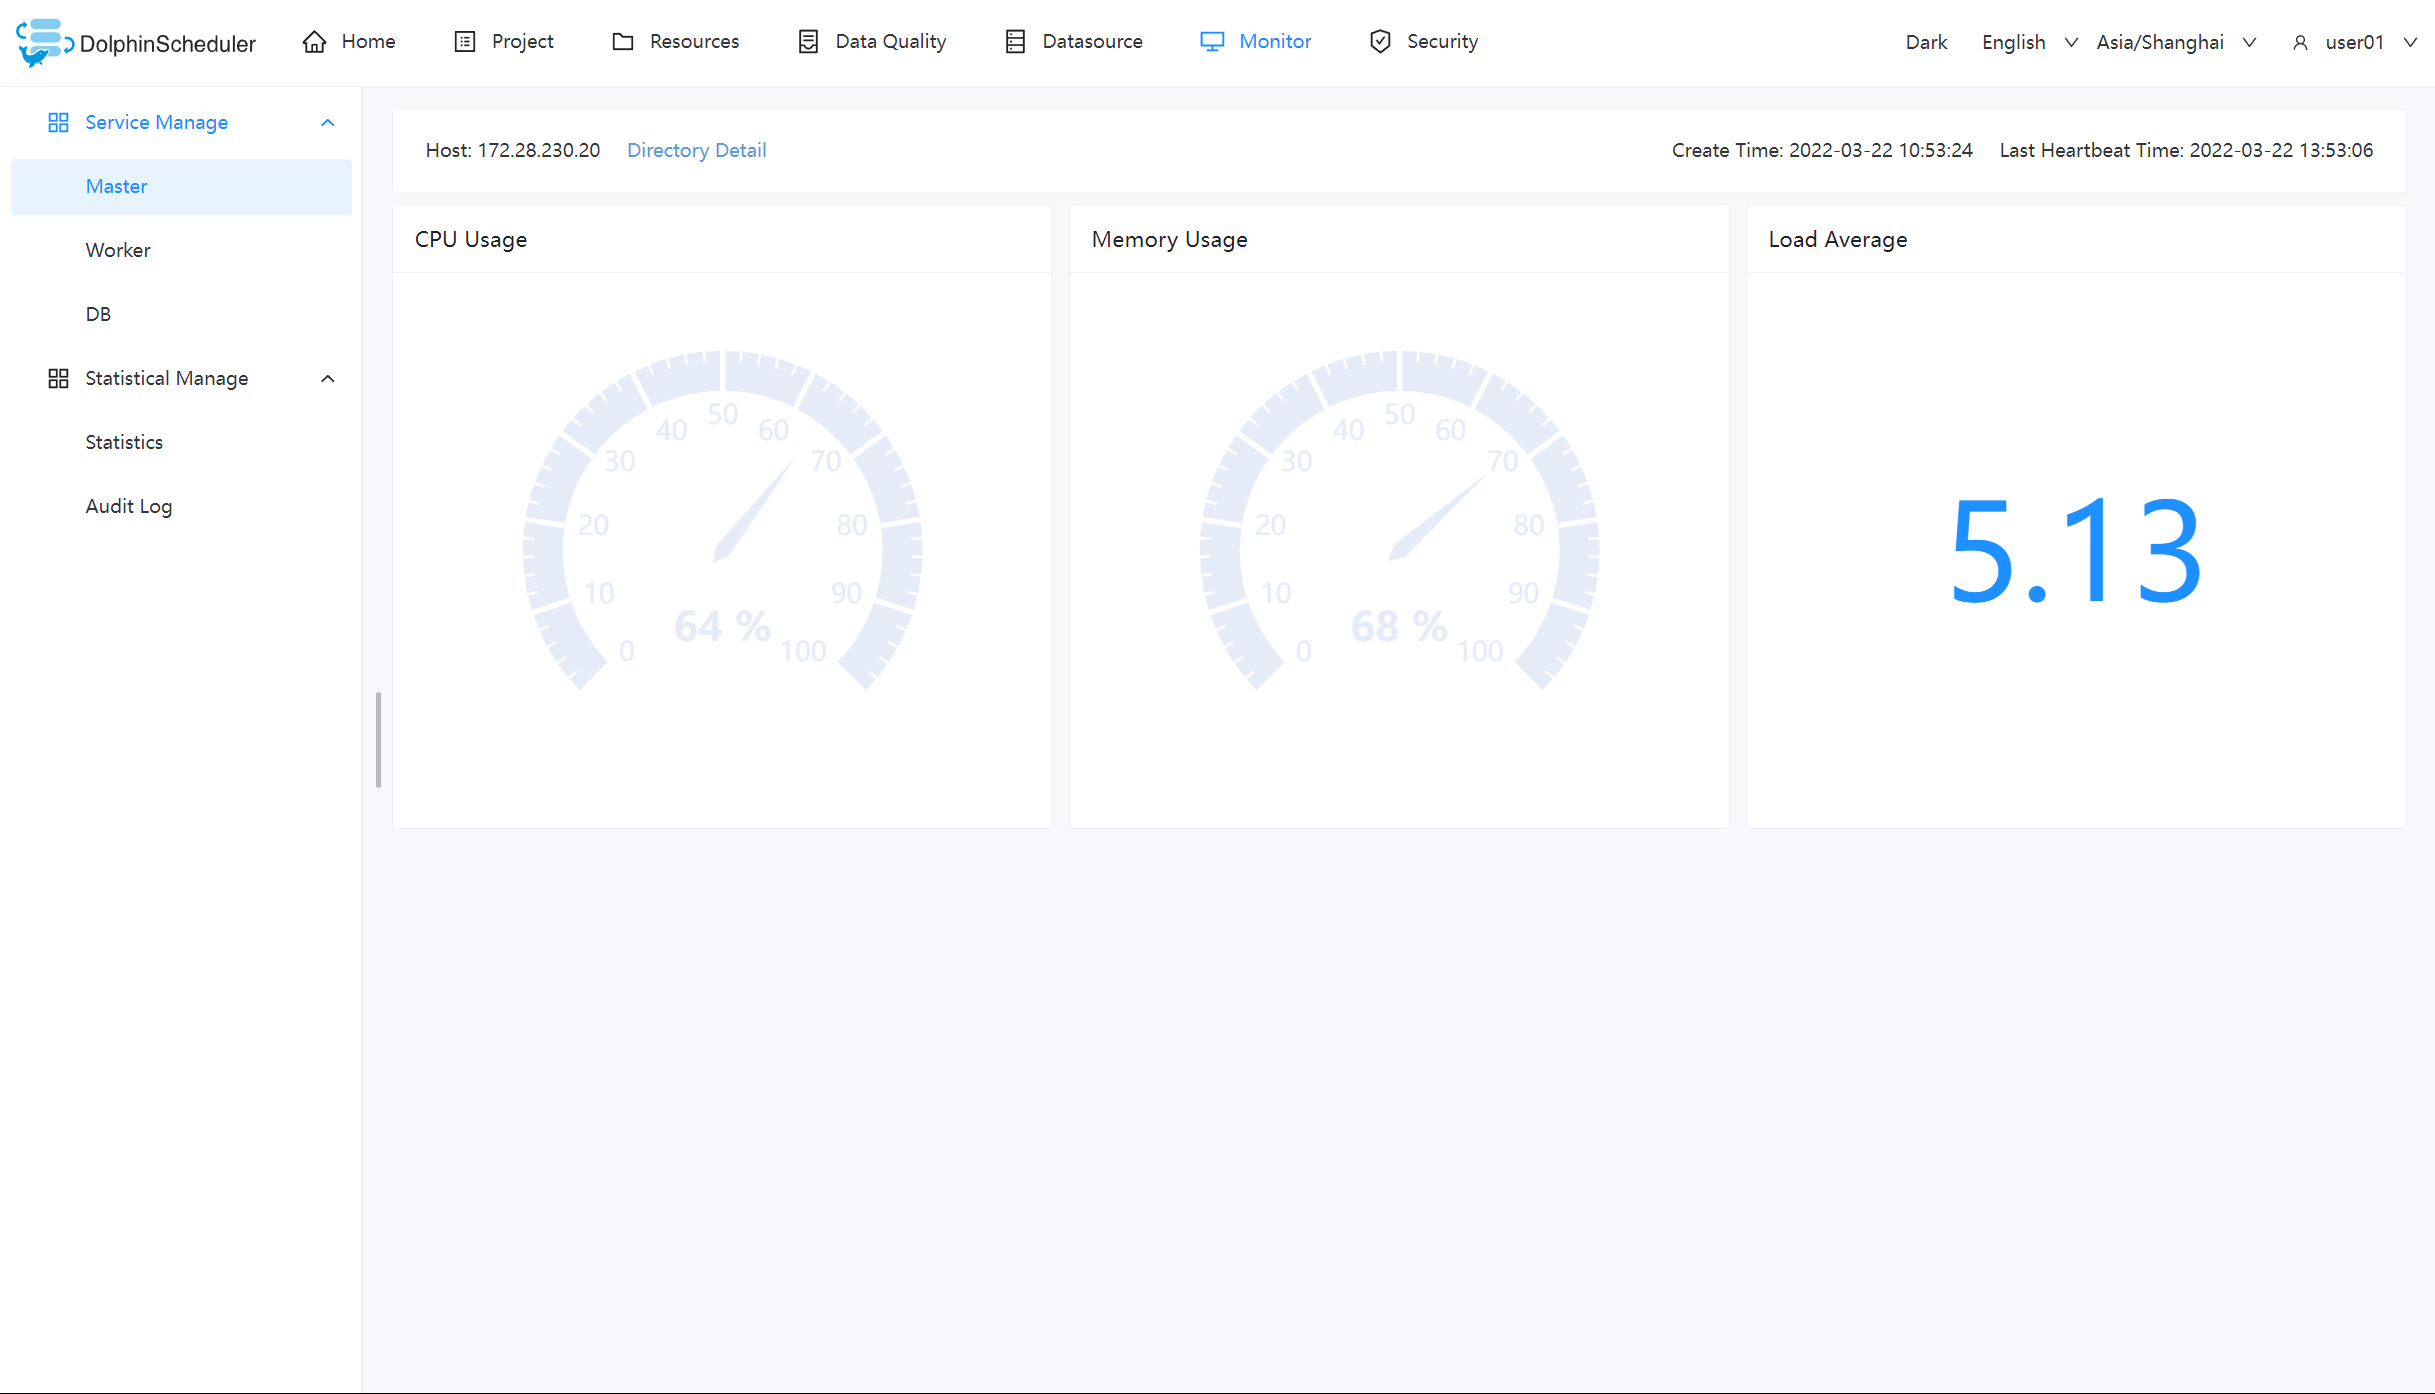 DolphinScheduler Home Project Resources Data Quality Datasource Monitor Security Dark English Asia/Shanghai user01
Service Manage
Master
Worker
DB
Statistical Manage
Statistics
Audit Log
Host: 172.28.230.20 Directory Detail Create Time: 2022-03-22 10:53:24 Last Heartbeat Time: 2022-03-22 13:53:06
CPU Usage
0
10
20
30
40
50
60
70
80
90
100
64 %
Memory Usage
0
10
20
30
40
50
60
70
80
90
100
68 %
Load Average
5.13